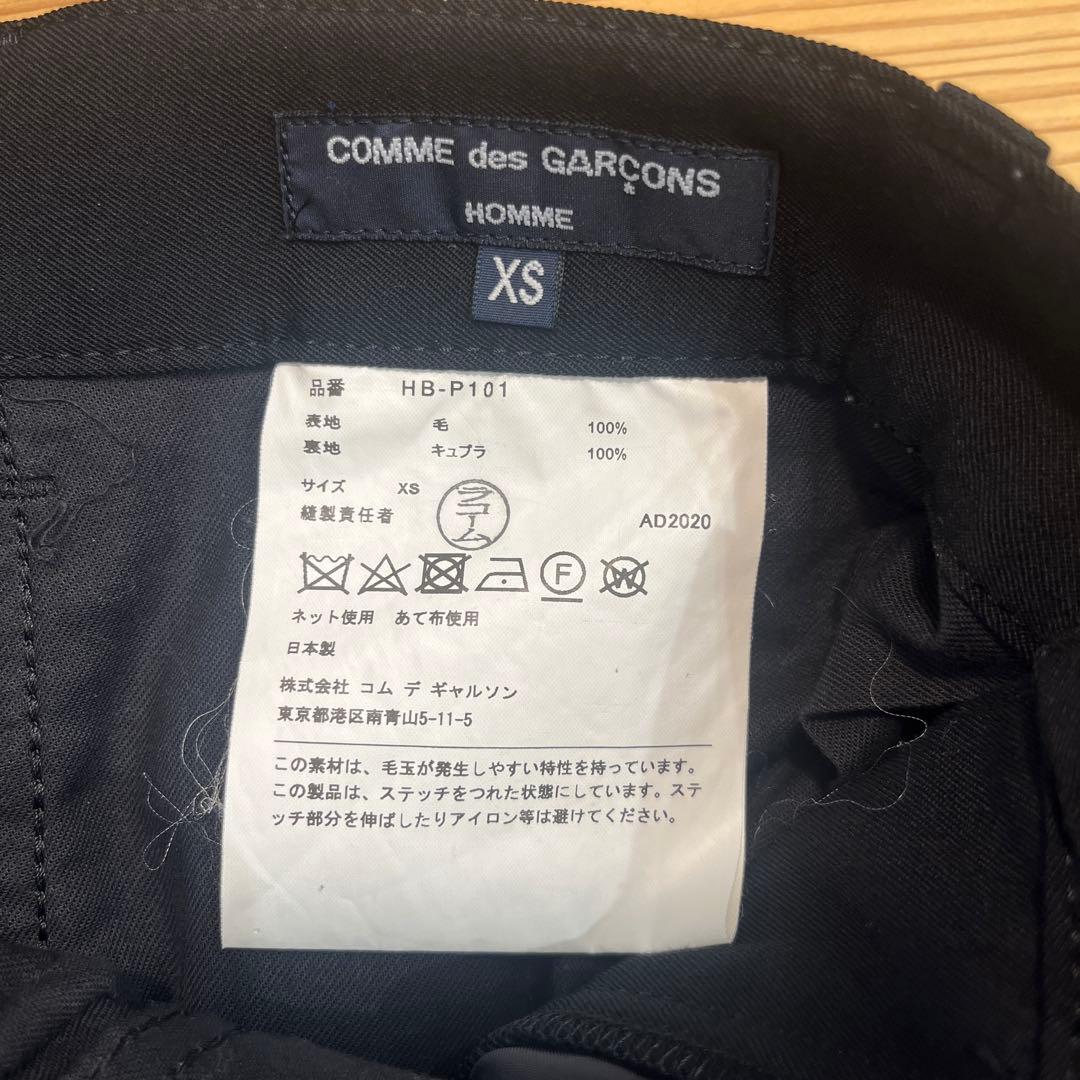 COMME des GARÇONS
HOMME
XS
品番 HB-P101
表地 毛 100%
裏地 キュプラ 100%
サイズ XS
縫製責任者 ラコーム AD2020
F W
ネット使用 あて布使用
日本製
株式会社 コム デ ギャルソン
東京都港区南青山5-11-5
この素材は、毛玉が発生しやすい特性を持っています。
この製品は、ステッチをつれた状態にしています。ステ
ッチ部分を伸ばしたりアイロン等は避けてください。